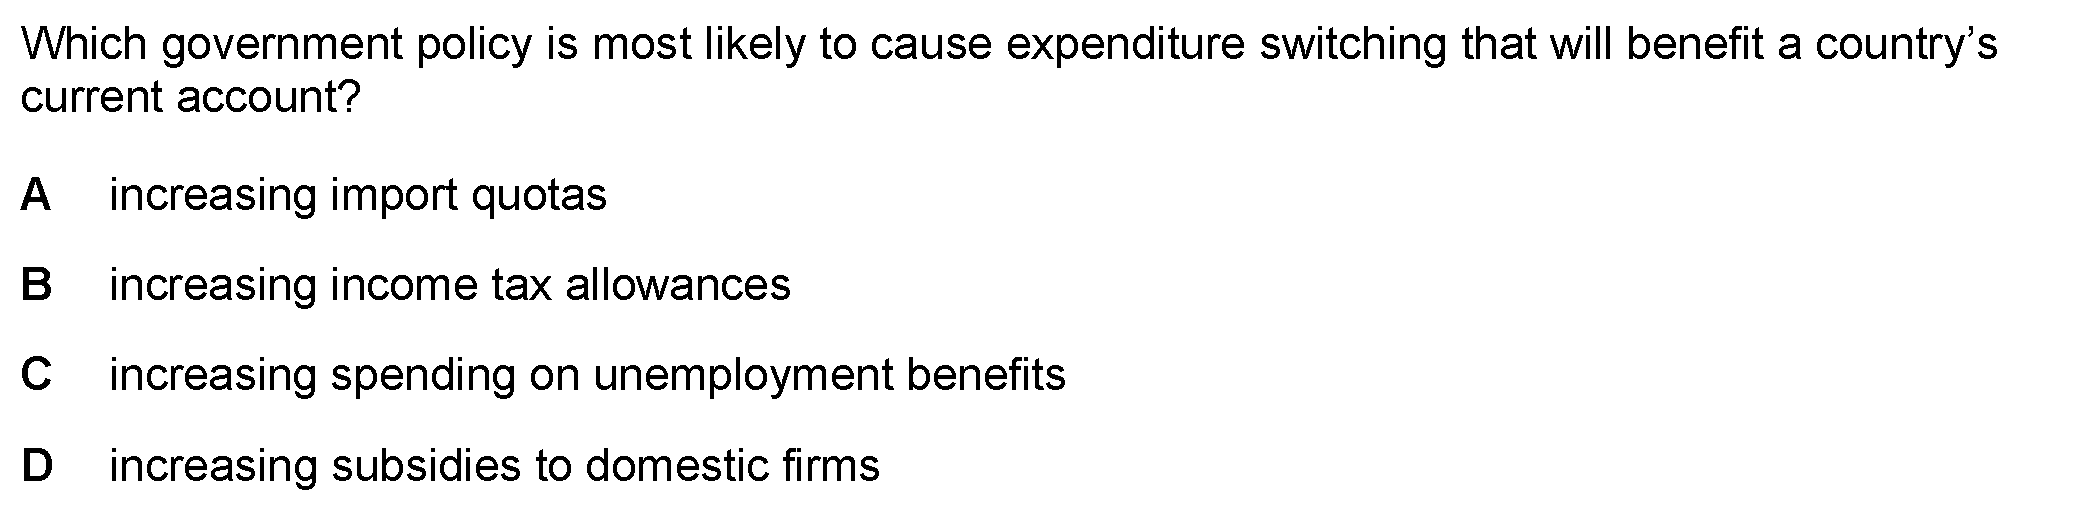 Which government policy is most likely to cause expenditure switching that will benefit a country’s
current account?
A increasing import quotas
B increasing income tax allowances
C increasing spending on unemployment benefits
D increasing subsidies to domestic firms